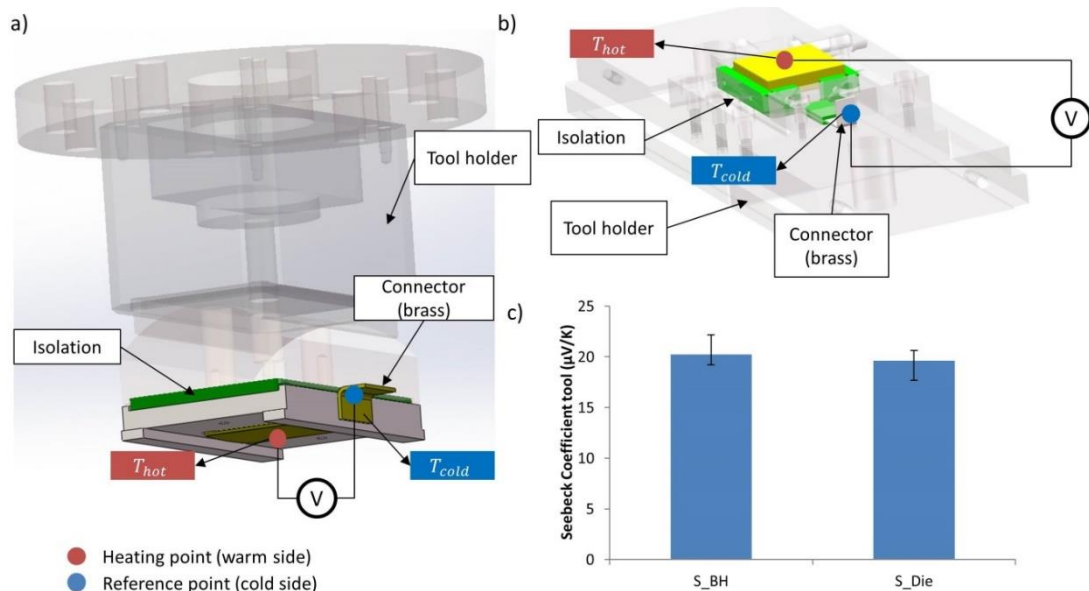 a)
Tool holder
Connector
(brass)
Isolation
T_hot
T_cold
V
Heating point (warm side)
Reference point (cold side)
b)
T_hot
Isolation
T_cold
V
Tool holder
Connector
(brass)
c)
Seebeck Coefficient tool (µV/K)
25
20
15
10
5
0
S_BH
S_Die